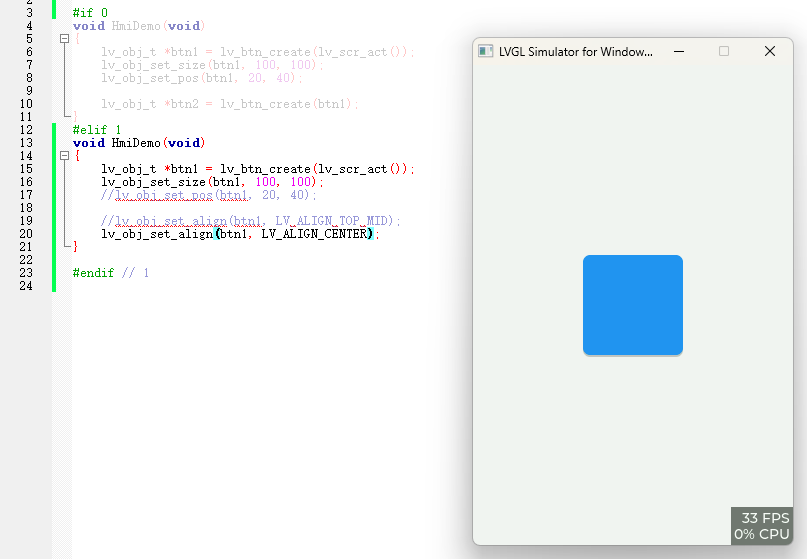 2
3 #if 0
4 void HmiDemo(void)
5 {
6 lv_obj_t *btn1 = lv_btn_create(lv_scr_act());
7 lv_obj_set_size(btn1, 100, 100);
8 lv_obj_set_pos(btn1, 20, 40);
9
10 lv_obj_t *btn2 = lv_btn_create(btn1);
11 }
12 #elif 1
13 void HmiDemo(void)
14 {
15 lv_obj_t *btn1 = lv_btn_create(lv_scr_act());
16 lv_obj_set_size(btn1, 100, 100);
17 //lv_obj_set_pos(btn1, 20, 40);
18
19 //lv_obj_set_align(btn1, LV_ALIGN_TOP_MID);
20 lv_obj_set_align(btn1, LV_ALIGN_CENTER);
21 }
22
23 #endif // 1
24
LVGL Simulator for Window...
33 FPS
0% CPU